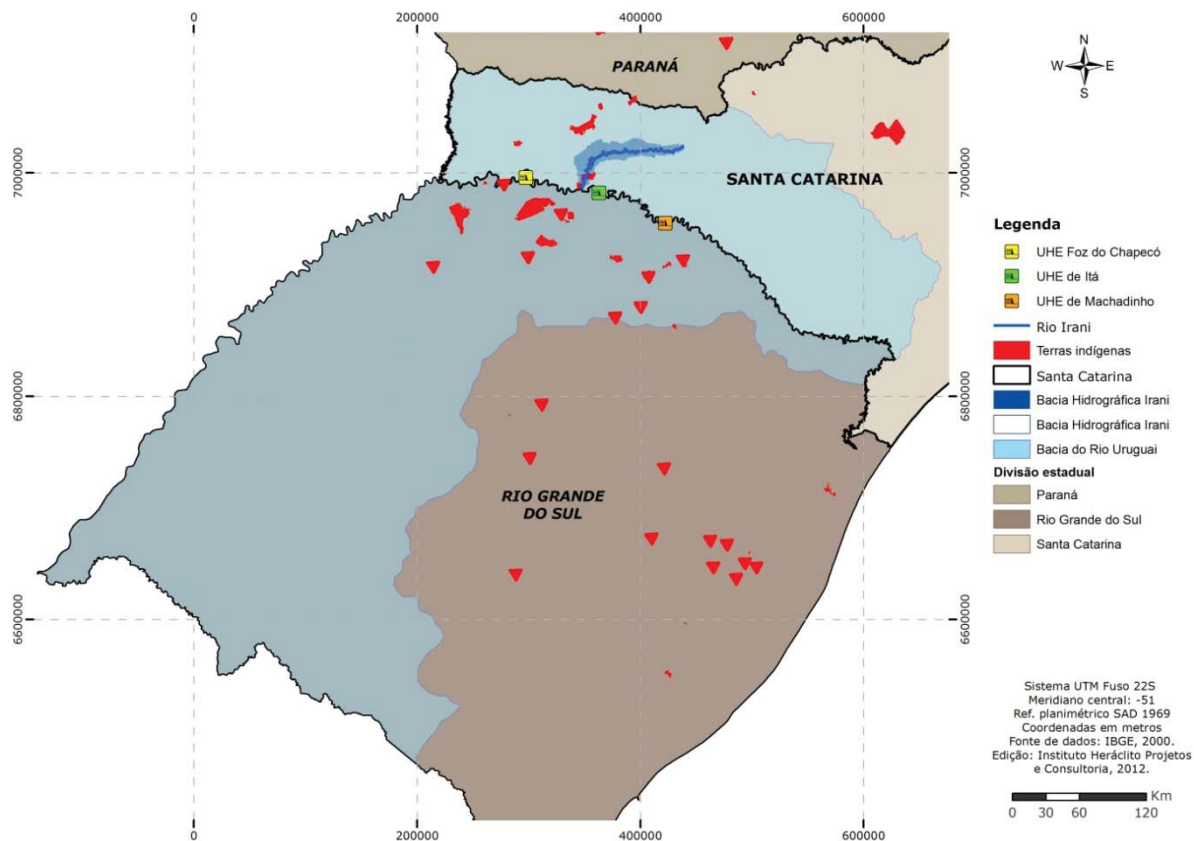 200000
400000
600000
N
W
E
S
PARANÁ
7000000
7000000
SANTA CATARINA
Legenda
UHE Foz do Chapecó
UHE de Itá
UHE de Machadinho
Rio Irani
Terras indígenas
Santa Catarina
Bacia Hidrográfica Irani
Bacia Hidrográfica Irani
Bacia do Rio Uruguai
Divisão estadual
Paraná
Rio Grande do Sul
Santa Catarina
6800000
6800000
RIO GRANDE
DO SUL
6600000
6600000
Sistema UTM Fuso 22S
Meridiano central: -51
Ref. planimétrico SAD 1969
Coordenadas em metros
Fonte de dados: IBGE, 2000.
Edição: Instituto Heráclito Projetos
e Consultoria, 2012.
Km
0 30 60 120
0
200000
400000
600000